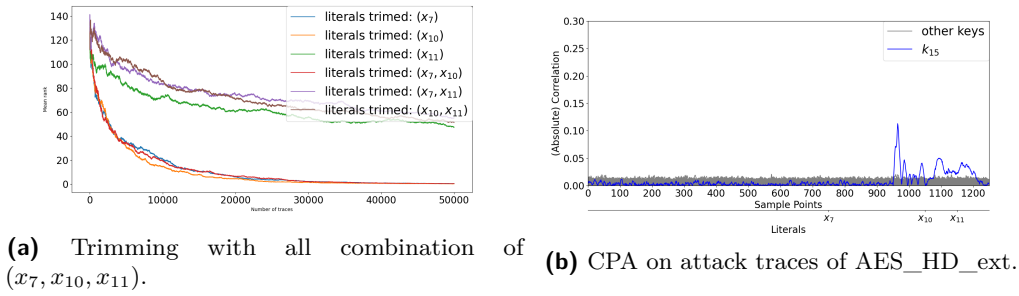 140
120
100
80
60
40
20
0
Mean rank
0 10000 20000 30000 40000 50000
Number of traces
literals trimed: (x₇)
literals trimed: (x₁₀)
literals trimed: (x₁₁)
literals trimed: (x₇, x₁₀)
literals trimed: (x₇, x₁₁)
literals trimed: (x₁₀, x₁₁)
(a) Trimming with all combination of
(x₇, x₁₀, x₁₁).
(Absolute) Correlation
0.30
0.25
0.20
0.15
0.10
0.05
0.00
other keys
k₁₅
0 100 200 300 400 500 600 700 800 900 1000 1100 1200
Sample Points
x₇ x₁₀ x₁₁
Literals
(b) CPA on attack traces of AES_HD_ext.